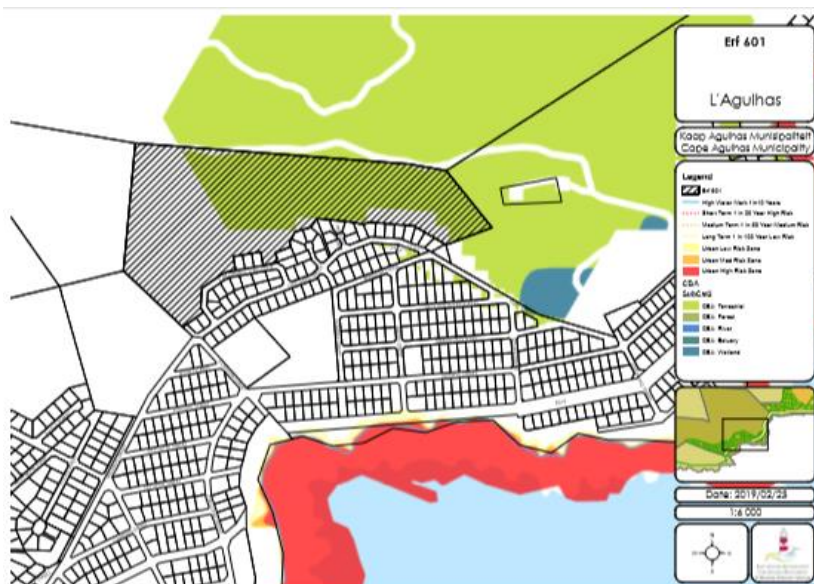 Erf 601
L'Agulhas
Kaap Agulhas Munisipaliteit
Cape Agulhas Municipality
Legend
Erf 601
High Water Mark 1 in 10 Years
Short Term 1 in 20 Year High Risk
Medium Term 1 in 50 Year Medium Risk
Long Term 1 in 100 Year Low Risk
Urban Low Risk Zone
Urban Med Risk Zone
Urban High Risk Zone
CBA
CBA: Terrestrial
CBA: Forest
CBA: River
CBA: Estuary
CBA: Wetland
Date: 2019/02/25
1:6 000
N
S